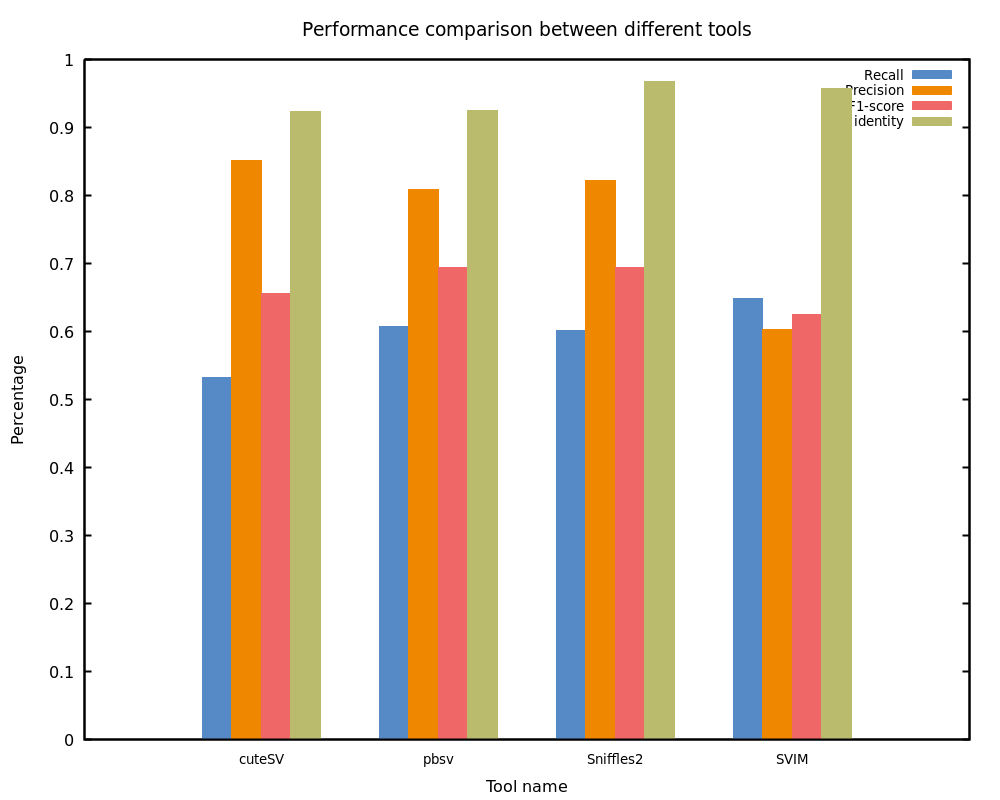 Performance comparison between different tools
1
0.9
0.8
0.7
0.6
0.5
0.4
0.3
0.2
0.1
0
Percentage
Recall
Precision
F1-score
identity
cuteSV
pbsv
Sniffles2
SVIM
Tool name